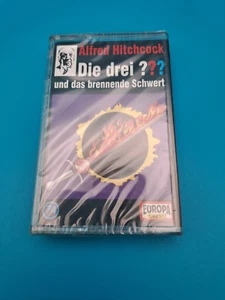 Alfred Hitchcock
Die drei ???
und das brennende Schwert
EUROPA